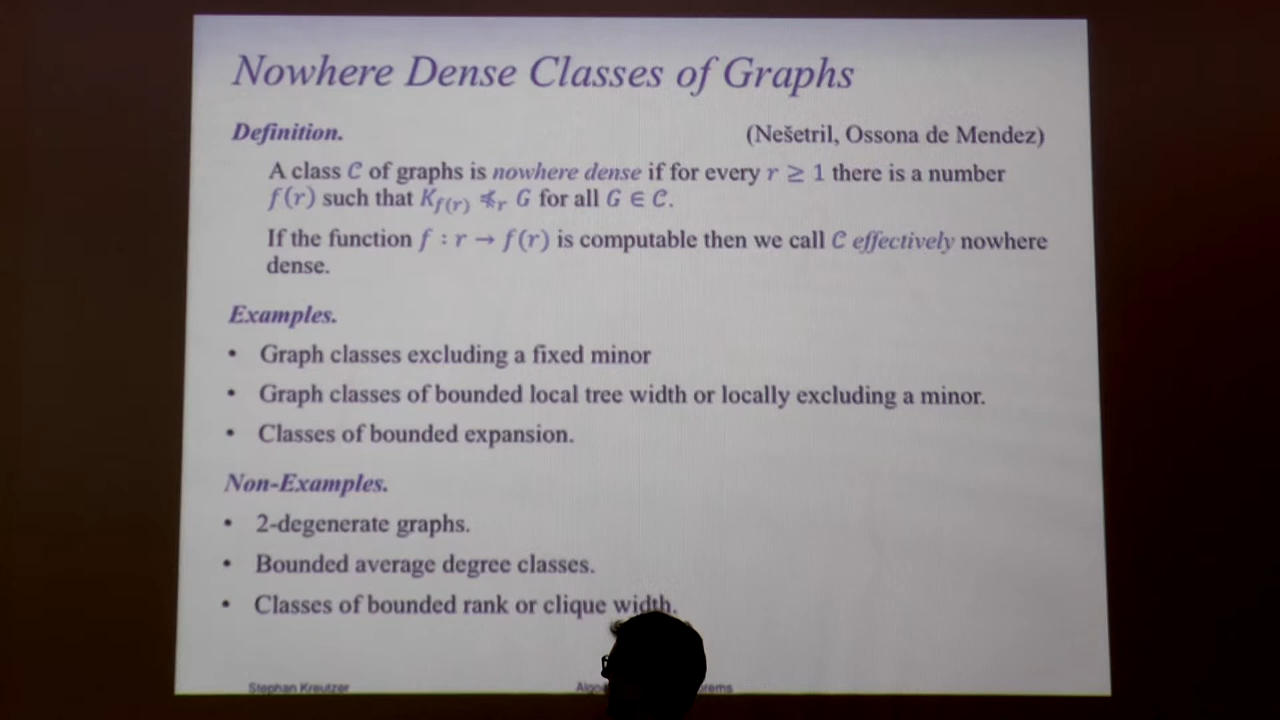 Nowhere Dense Classes of Graphs
Definition. (Nešetril, Ossona de Mendez)
A class C of graphs is nowhere dense if for every r ≥ 1 there is a number
f(r) such that K_f(r) ⋠_r G for all G ∈ C.
If the function f : r → f(r) is computable then we call C effectively nowhere
dense.
Examples.
• Graph classes excluding a fixed minor
• Graph classes of bounded local tree width or locally excluding a minor.
• Classes of bounded expansion.
Non-Examples.
• 2-degenerate graphs.
• Bounded average degree classes.
• Classes of bounded rank or clique width.
Stephan Kreutzer